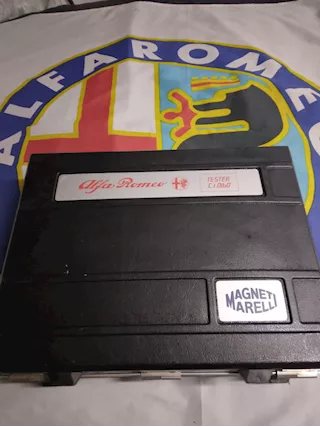 ALFA ROMEO
Alfa-Romeo
TESTER
MAGNETI
MARELLI